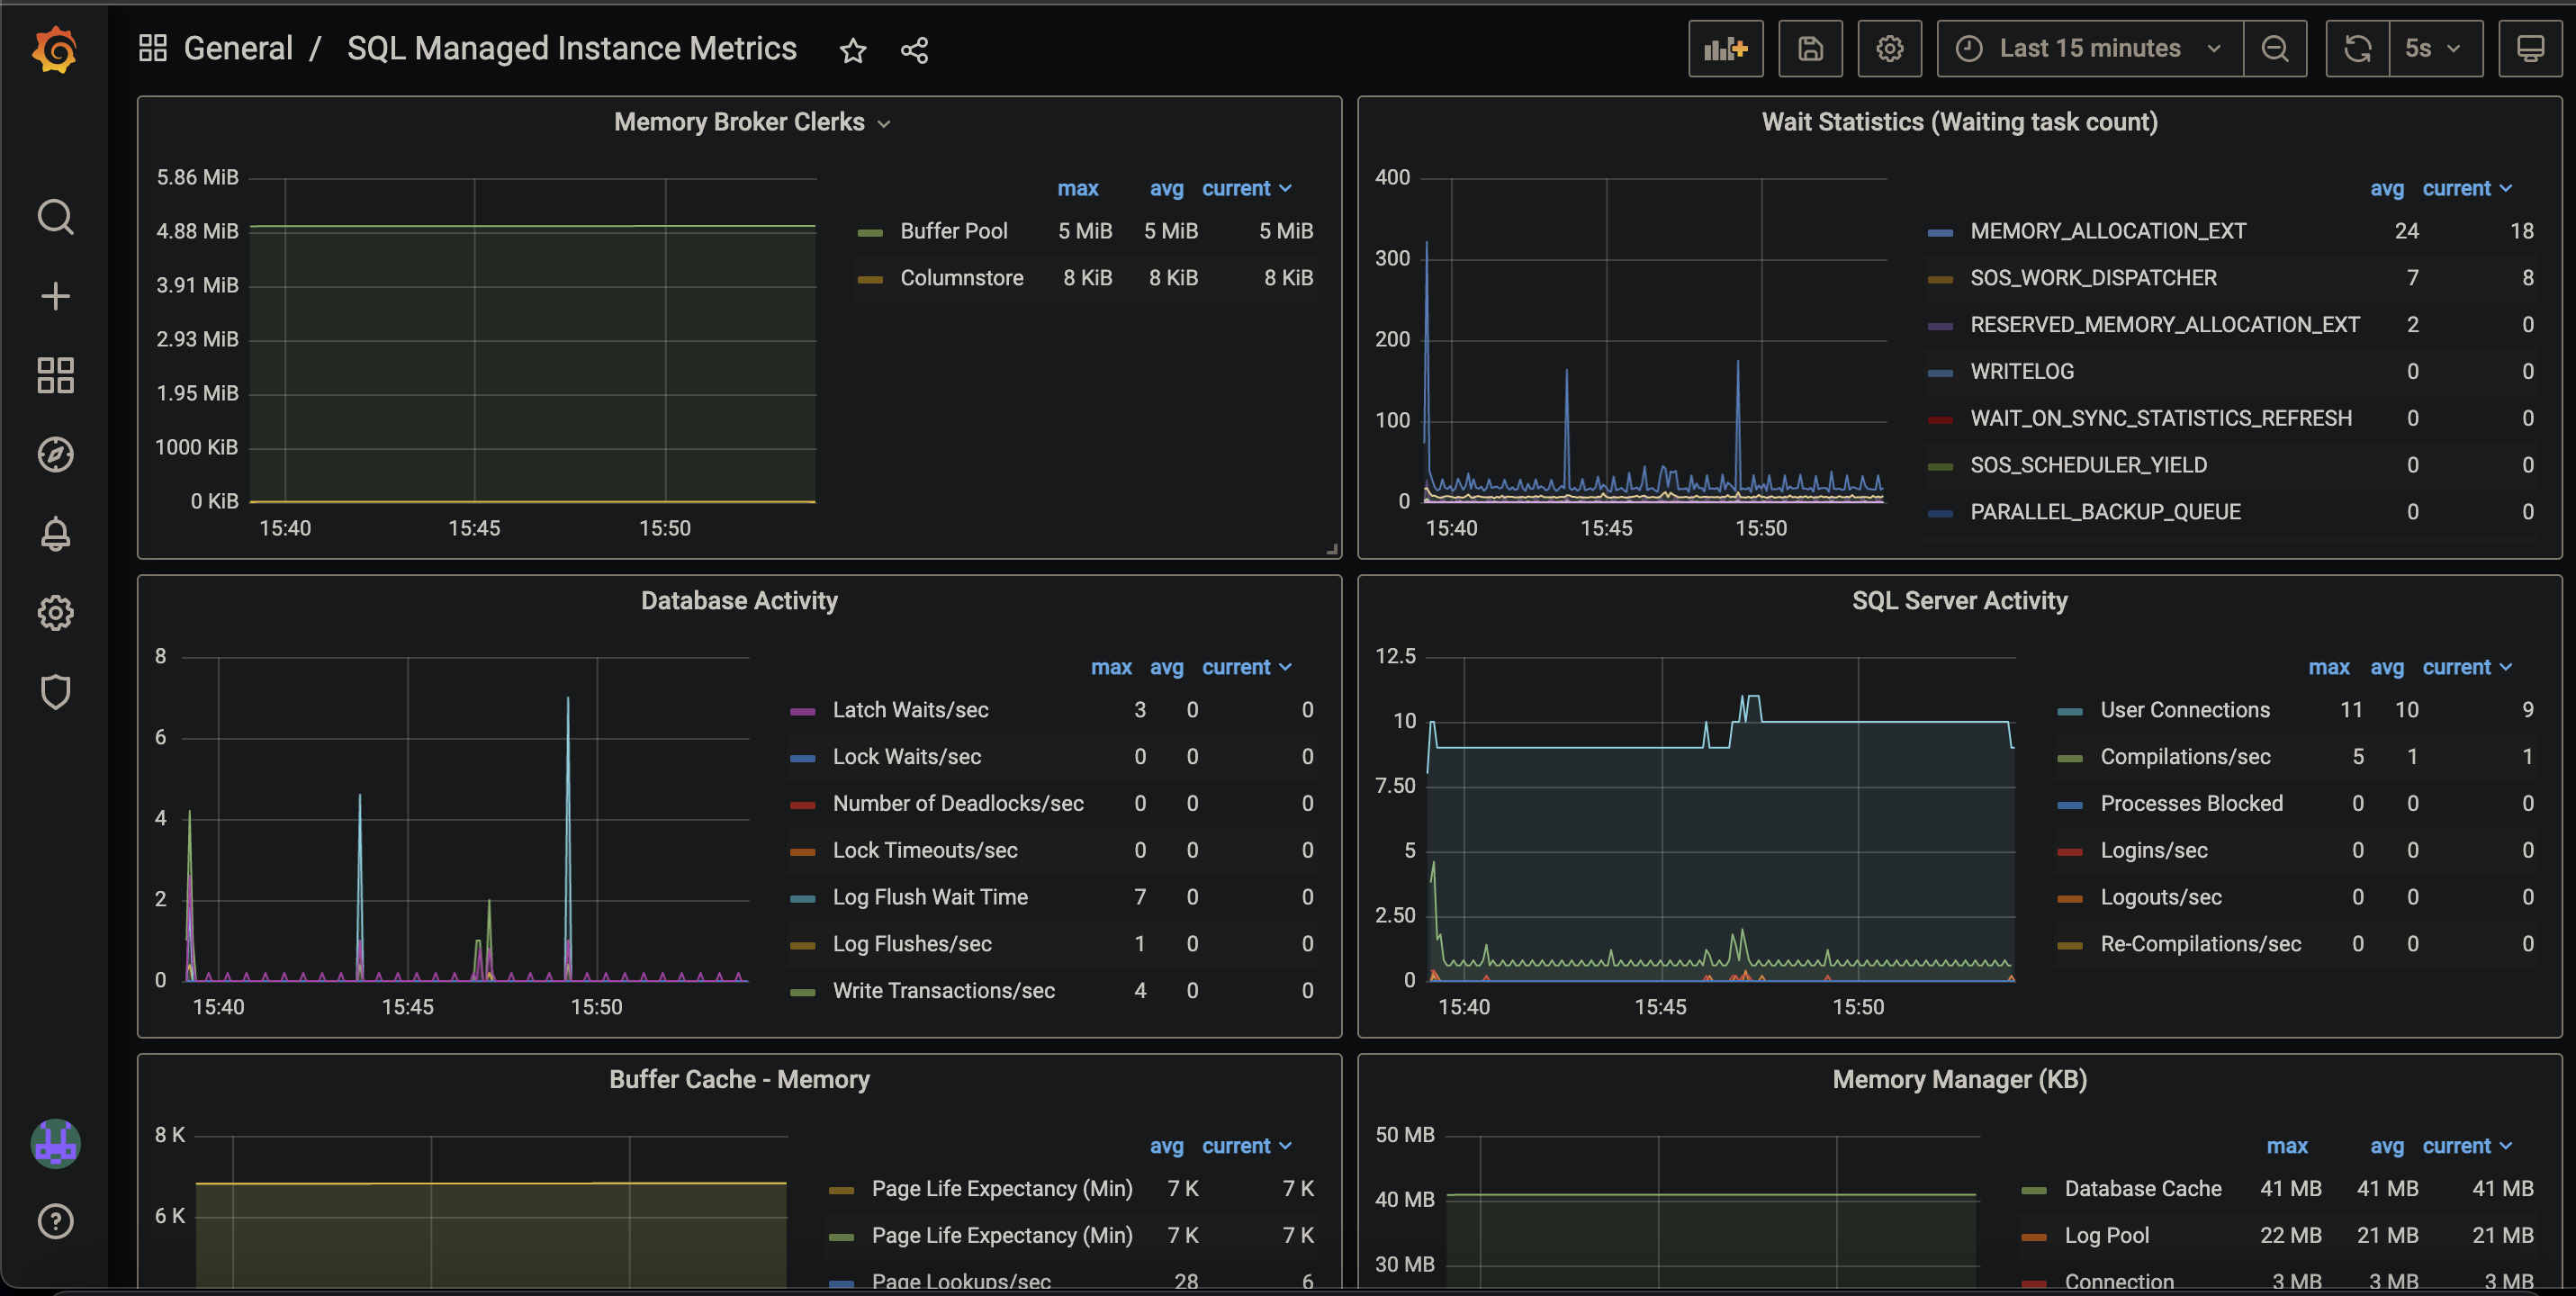 General / SQL Managed Instance Metrics
Last 15 minutes
5s
Memory Broker Clerks
5.86 MiB
4.88 MiB
3.91 MiB
2.93 MiB
1.95 MiB
1000 KiB
0 KiB
15:40 15:45 15:50
max avg current
Buffer Pool 5 MiB 5 MiB 5 MiB
Columnstore 8 KiB 8 KiB 8 KiB
Wait Statistics (Waiting task count)
400
300
200
100
0
15:40 15:45 15:50
avg current
MEMORY_ALLOCATION_EXT 24 18
SOS_WORK_DISPATCHER 7 8
RESERVED_MEMORY_ALLOCATION_EXT 2 0
WRITELOG 0 0
WAIT_ON_SYNC_STATISTICS_REFRESH 0 0
SOS_SCHEDULER_YIELD 0 0
PARALLEL_BACKUP_QUEUE 0 0
Database Activity
8
6
4
2
0
15:40 15:45 15:50
max avg current
Latch Waits/sec 3 0 0
Lock Waits/sec 0 0 0
Number of Deadlocks/sec 0 0 0
Lock Timeouts/sec 0 0 0
Log Flush Wait Time 7 0 0
Log Flushes/sec 1 0 0
Write Transactions/sec 4 0 0
SQL Server Activity
12.5
10
7.50
5
2.50
0
15:40 15:45 15:50
max avg current
User Connections 11 10 9
Compilations/sec 5 1 1
Processes Blocked 0 0 0
Logins/sec 0 0 0
Logouts/sec 0 0 0
Re-Compilations/sec 0 0 0
Buffer Cache - Memory
8 K
6 K
avg current
Page Life Expectancy (Min) 7 K 7 K
Page Life Expectancy (Min) 7 K 7 K
Page Lookups/sec 28 6
Memory Manager (KB)
50 MB
40 MB
30 MB
max avg current
Database Cache 41 MB 41 MB 41 MB
Log Pool 22 MB 21 MB 21 MB
Connection 3 MB 3 MB 3 MB